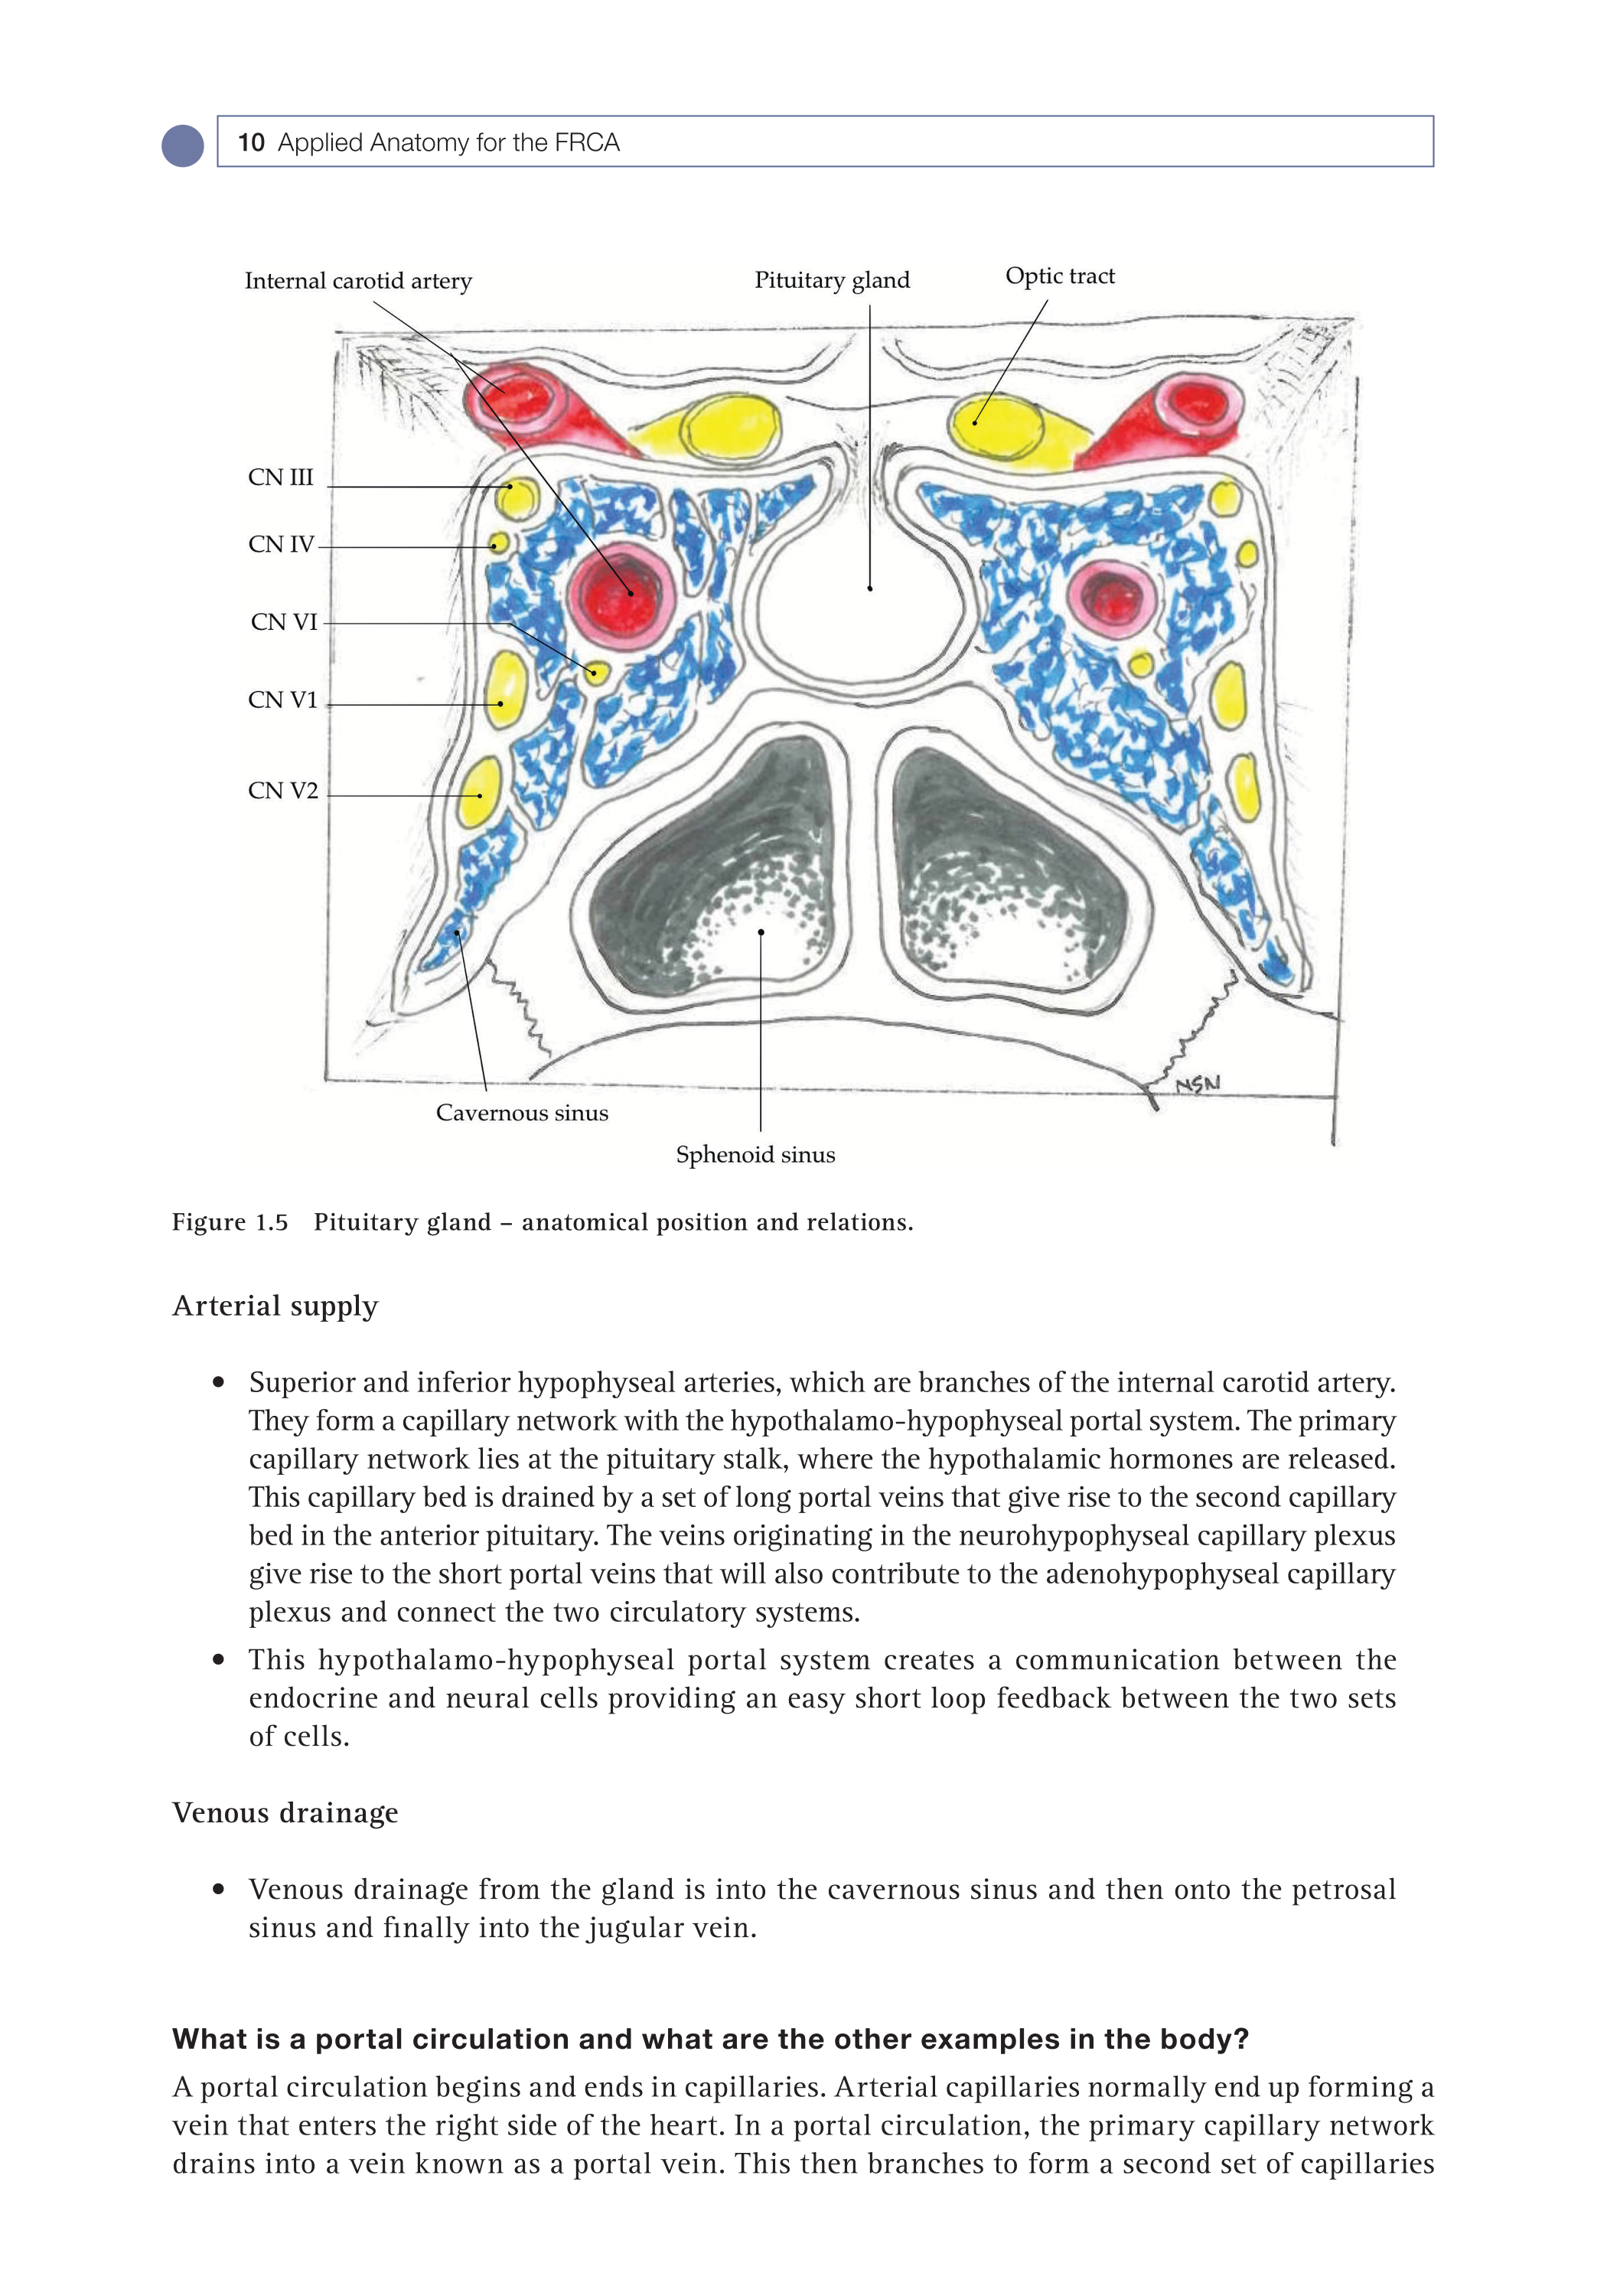 10 Applied Anatomy for the FRCA
Internal carotid artery
Pituitary gland
Optic tract
CN III
CN IV
CN VI
CN V1
CN V2
NSN
Cavernous sinus
Sphenoid sinus
Figure 1.5 Pituitary gland – anatomical position and relations.
Arterial supply
• Superior and inferior hypophyseal arteries, which are branches of the internal carotid artery.
They form a capillary network with the hypothalamo-hypophyseal portal system. The primary
capillary network lies at the pituitary stalk, where the hypothalamic hormones are released.
This capillary bed is drained by a set of long portal veins that give rise to the second capillary
bed in the anterior pituitary. The veins originating in the neurohypophyseal capillary plexus
give rise to the short portal veins that will also contribute to the adenohypophyseal capillary
plexus and connect the two circulatory systems.
• This hypothalamo-hypophyseal portal system creates a communication between the
endocrine and neural cells providing an easy short loop feedback between the two sets
of cells.
Venous drainage
• Venous drainage from the gland is into the cavernous sinus and then onto the petrosal
sinus and finally into the jugular vein.
What is a portal circulation and what are the other examples in the body?
A portal circulation begins and ends in capillaries. Arterial capillaries normally end up forming a
vein that enters the right side of the heart. In a portal circulation, the primary capillary network
drains into a vein known as a portal vein. This then branches to form a second set of capillaries